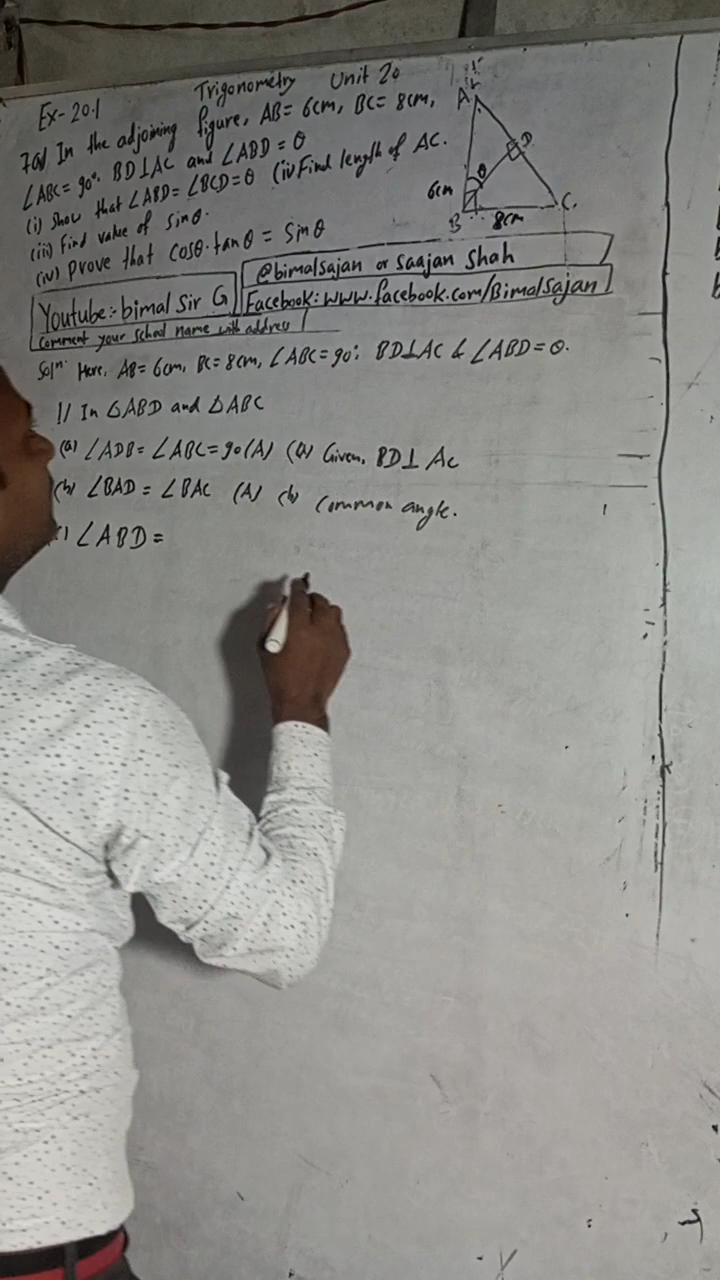 Ex-20.1 Trigonometry Unit 20
7(a) In the adjoining figure, AB= 6cm, BC= 8cm,
∠ABC= 90°. BD⊥AC and ∠ABD= θ
(i) Show that ∠ABD= ∠BCD=θ (ii) Find length of AC.
(iii) Find value of sinθ.
(iv) Prove that cosθ.tanθ = sinθ
A
D
θ
6cm
B
8cm
C.
@bimalsajan or Saajan Shah
Youtube:- bimal Sir G
Facebook: www.facebook.com/Bimalsajan
Comment your School name with address
Soln: Here, AB= 6cm, BC= 8cm, ∠ABC= 90°. BD⊥AC & ∠ABD= θ.
1) In △ABD and △ABC
(a) ∠ADB= ∠ABC= 90(A) (a) Given, BD⊥AC
(b) ∠BAD= ∠BAC (A) (b) Common angle.
∠ABD=